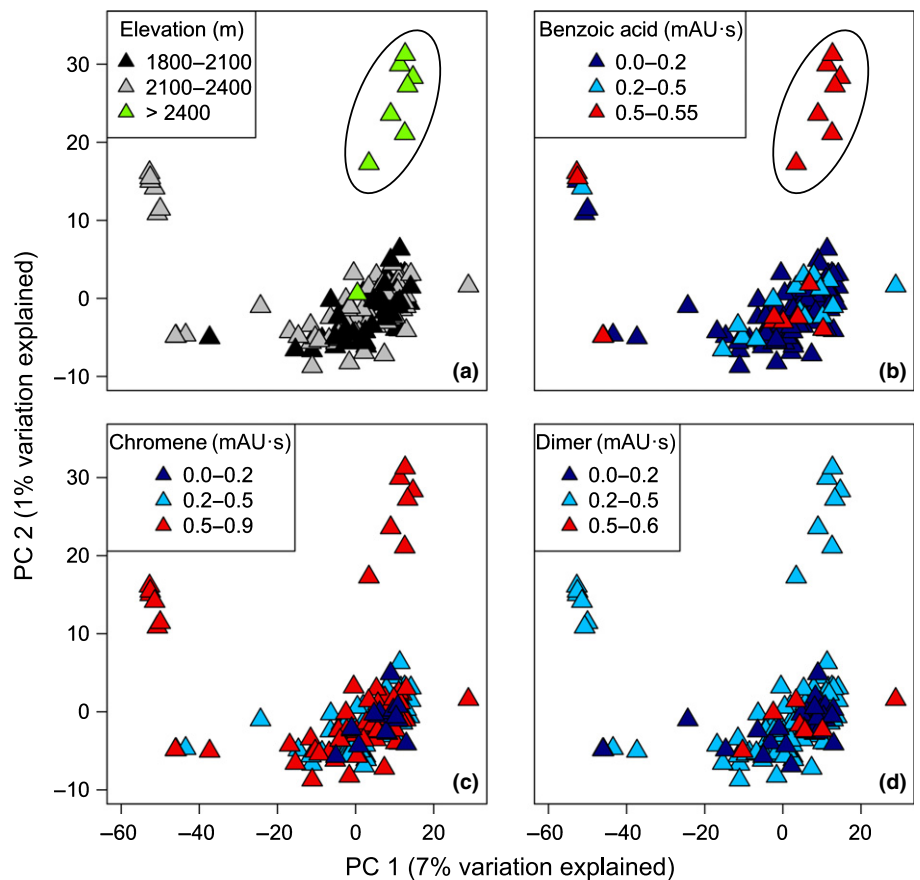 Elevation (m)
1800–2100
2100–2400
> 2400
30
20
10
0
–10
(a)
Benzoic acid (mAU·s)
0.0–0.2
0.2–0.5
0.5–0.55
(b)
PC 2 (1% variation explained)
Chromene (mAU·s)
0.0–0.2
0.2–0.5
0.5–0.9
30
20
10
0
–10
(c)
Dimer (mAU·s)
0.0–0.2
0.2–0.5
0.5–0.6
(d)
–60 –40 –20 0 20
–60 –40 –20 0 20
PC 1 (7% variation explained)